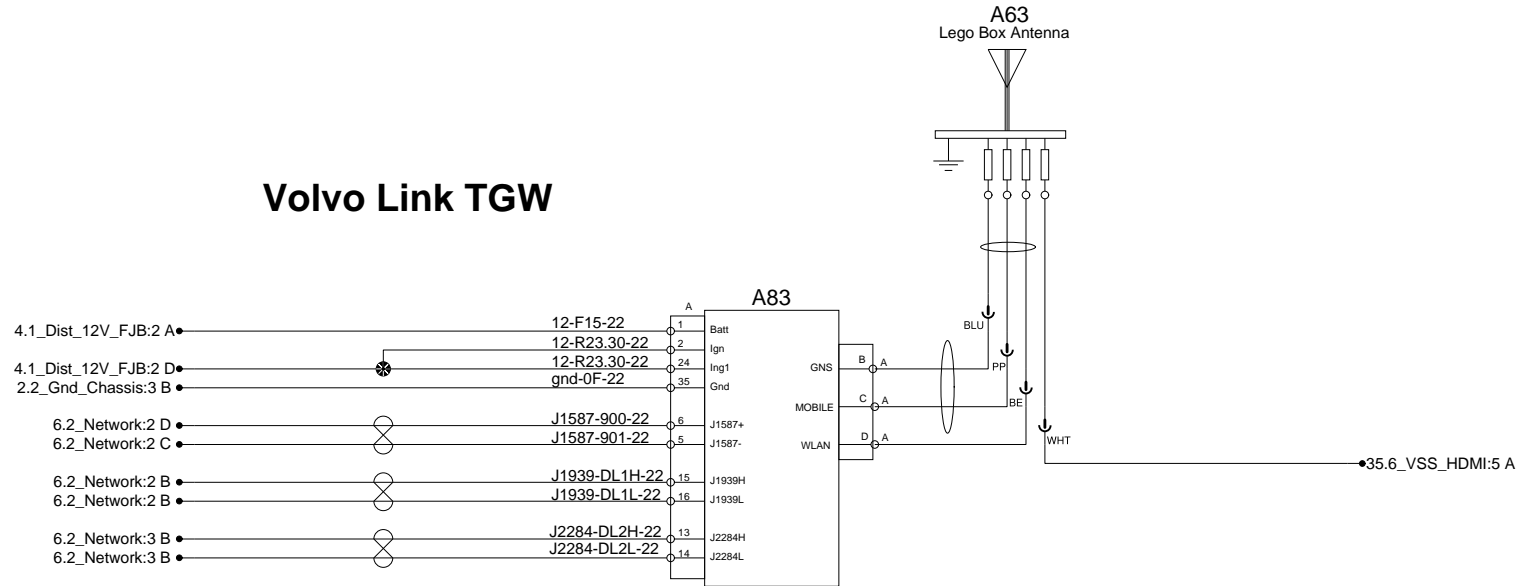 A63
Lego Box Antenna
Volvo Link TGW
A83
A
4.1_Dist_12V_FJB:2 A
12-F15-22
1
Batt
12-R23.30-22
2
Ign
4.1_Dist_12V_FJB:2 D
12-R23.30-22
24
Ing1
2.2_Gnd_Chassis:3 B
gnd-0F-22
35
Gnd
6.2_Network:2 D
J1587-900-22
6
J1587+
6.2_Network:2 C
J1587-901-22
5
J1587-
6.2_Network:2 B
J1939-DL1H-22
15
J1939H
6.2_Network:2 B
J1939-DL1L-22
16
J1939L
6.2_Network:3 B
J2284-DL2H-22
13
J2284H
6.2_Network:3 B
J2284-DL2L-22
14
J2284L
GNS
B
A
BLU
MOBILE
C
A
PP
WLAN
D
A
BE
WHT
35.6_VSS_HDMI:5 A